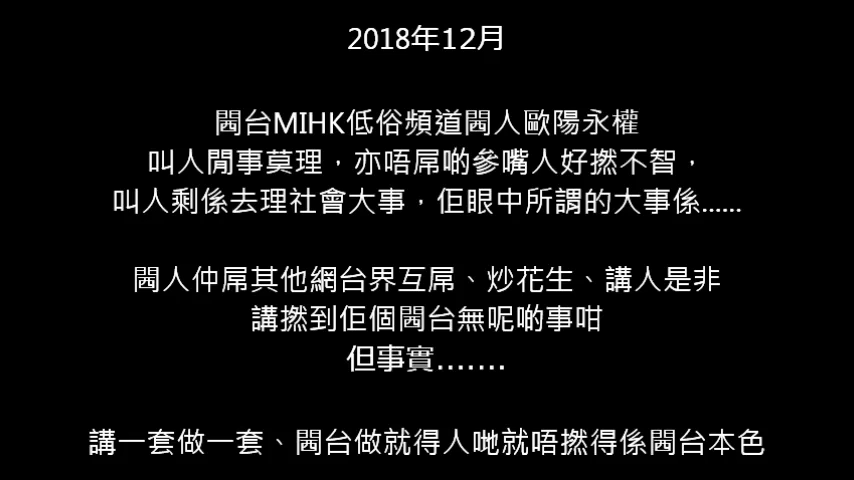 2018年12月
閪台MIHK低俗頻道閪人歐陽永權
叫人閒事莫理，亦唔屌啲參嘴人好撚不智，
叫人剩係去理社會大事，佢眼中所謂的大事係......
閪人仲屌其他網台界互屌、炒花生、講人是非
講撚到佢個閪台無呢啲事咁
但事實.......
講一套做一套、閪台做就得人哋就唔撚得係閪台本色